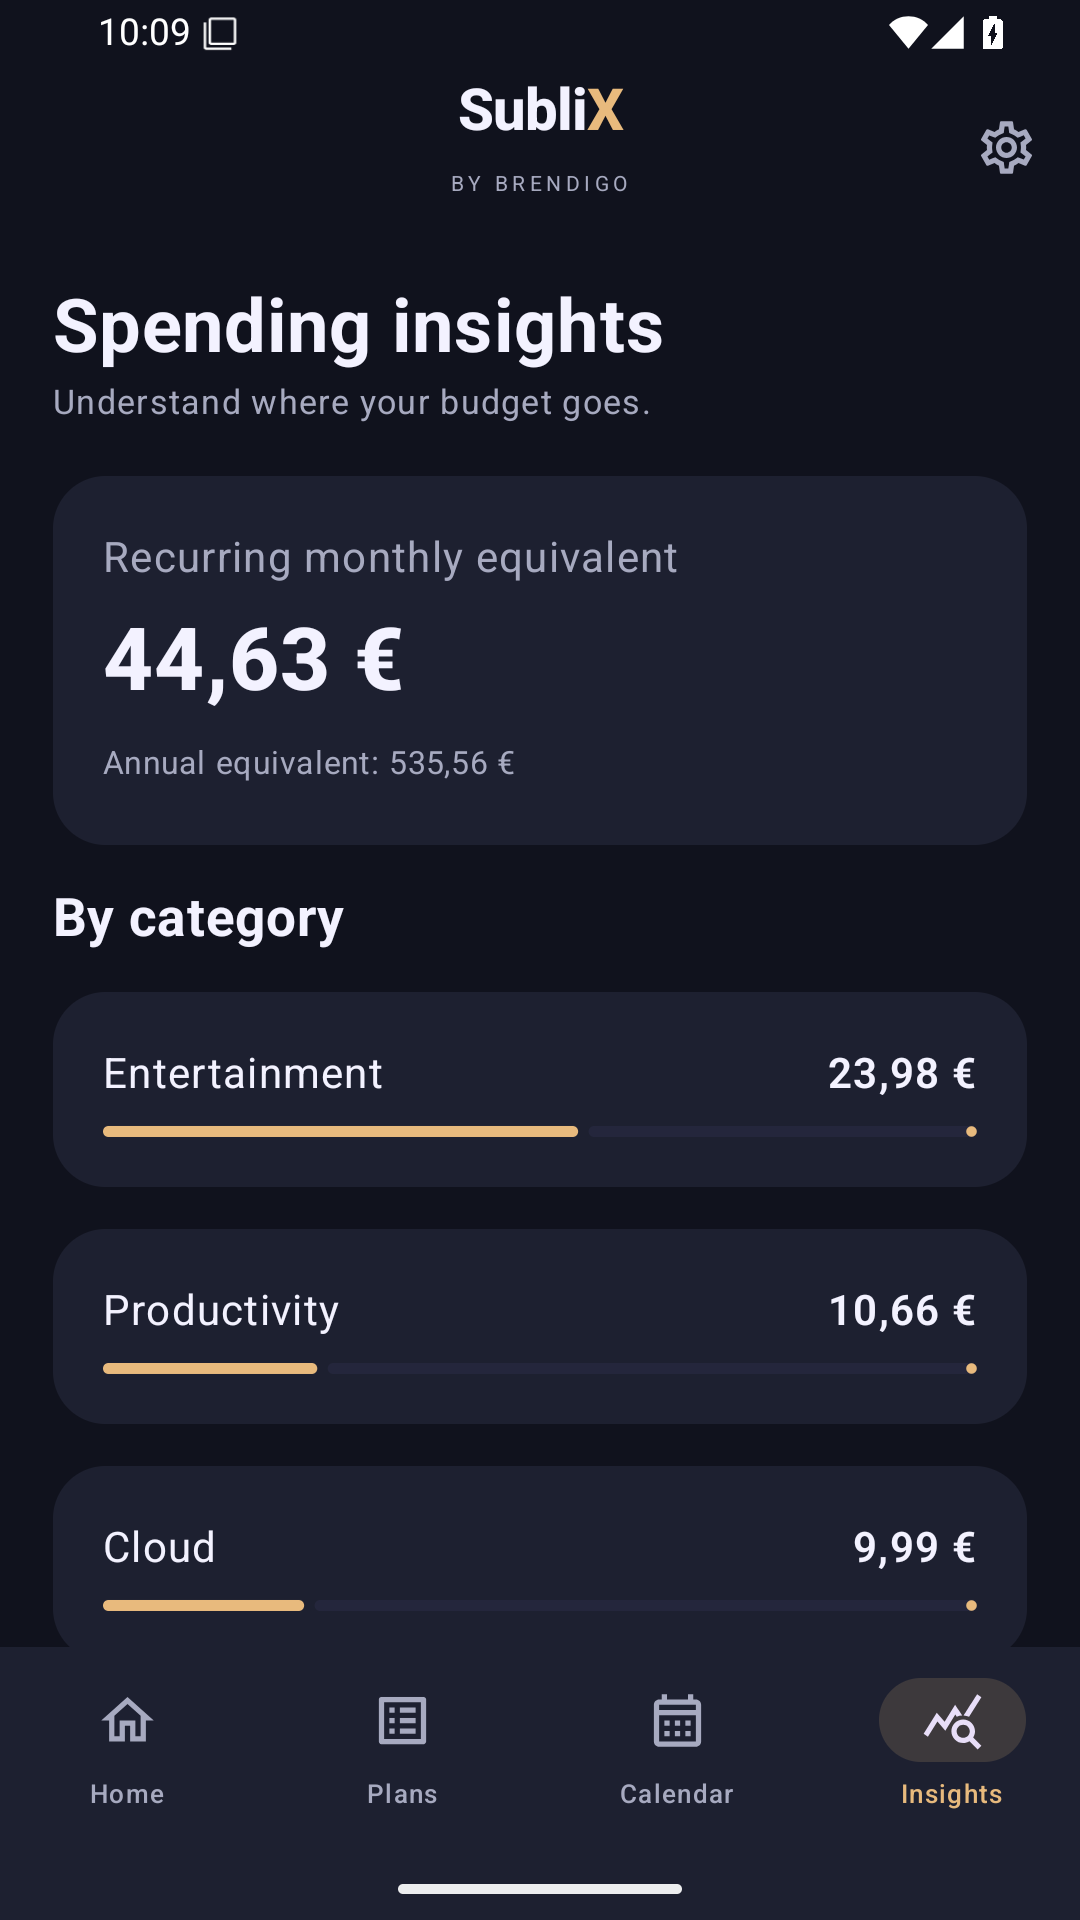 10:09
SubliX
BY BRENDIGO
Spending insights
Understand where your budget goes.
Recurring monthly equivalent
44,63 €
Annual equivalent: 535,56 €
By category
Entertainment 23,98 €
Productivity 10,66 €
Cloud 9,99 €
Home Plans Calendar Insights